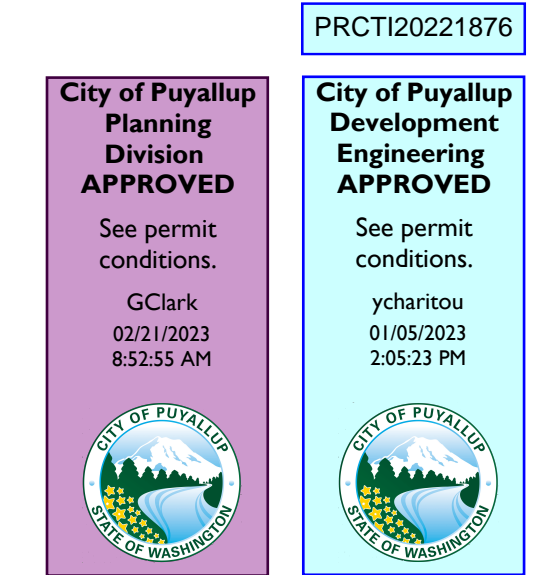 PRCTI20221876
City of Puyallup
Planning
Division
APPROVED
See permit
conditions.
GClark
02/21/2023
8:52:55 AM
CITY OF PUYALLUP
STATE OF WASHINGTON
City of Puyallup
Development
Engineering
APPROVED
See permit
conditions.
ycharitou
01/05/2023
2:05:23 PM
CITY OF PUYALLUP
STATE OF WASHINGTON